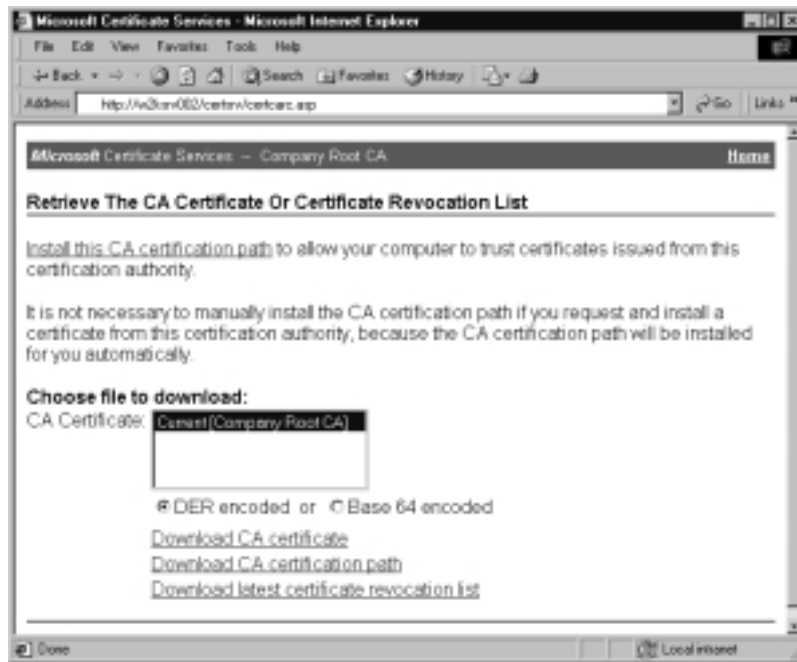 Microsoft Certificate Services - Microsoft Internet Explorer
File Edit View Favorites Tools Help
Back Search Favorites History
Address http://w2ksrv002/certsrv/certcarc.asp Go Links »
Microsoft Certificate Services -- Company Root CA Home
Retrieve The CA Certificate Or Certificate Revocation List
Install this CA certification path to allow your computer to trust certificates issued from this
certification authority.
It is not necessary to manually install the CA certification path if you request and install a
certificate from this certification authority, because the CA certification path will be installed
for you automatically.
Choose file to download:
CA Certificate: Current [Company Root CA]
DER encoded or Base 64 encoded
Download CA certificate
Download CA certification path
Download latest certificate revocation list
Done Local intranet